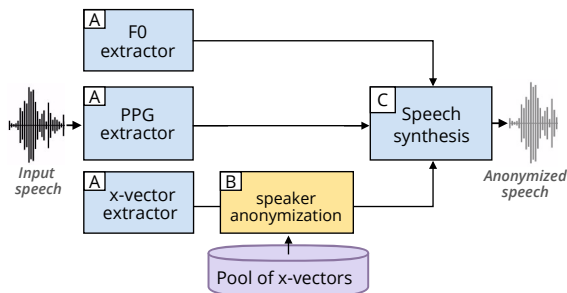 A
F0
extractor
A
PPG
extractor
C
Speech
synthesis
Input
speech
Anonymized
speech
A
x-vector
extractor
B
speaker
anonymization
Pool of x-vectors